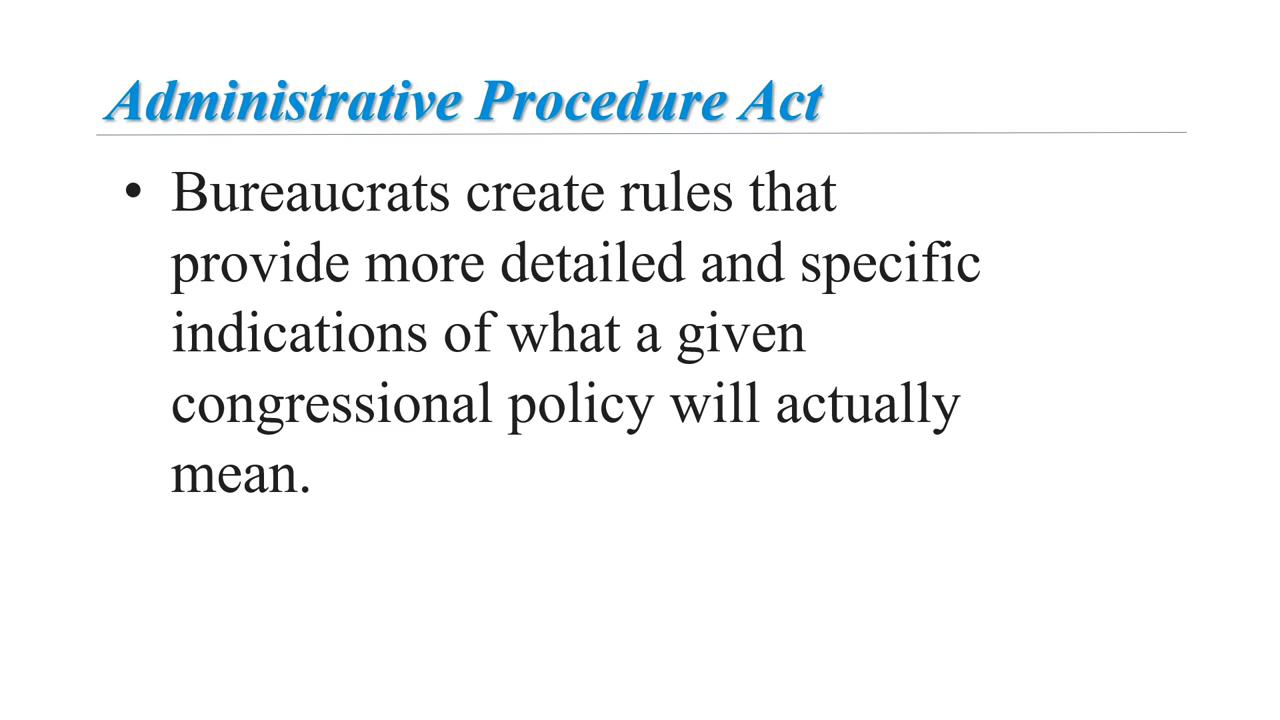 Administrative Procedure Act
• Bureaucrats create rules that
provide more detailed and specific
indications of what a given
congressional policy will actually
mean.